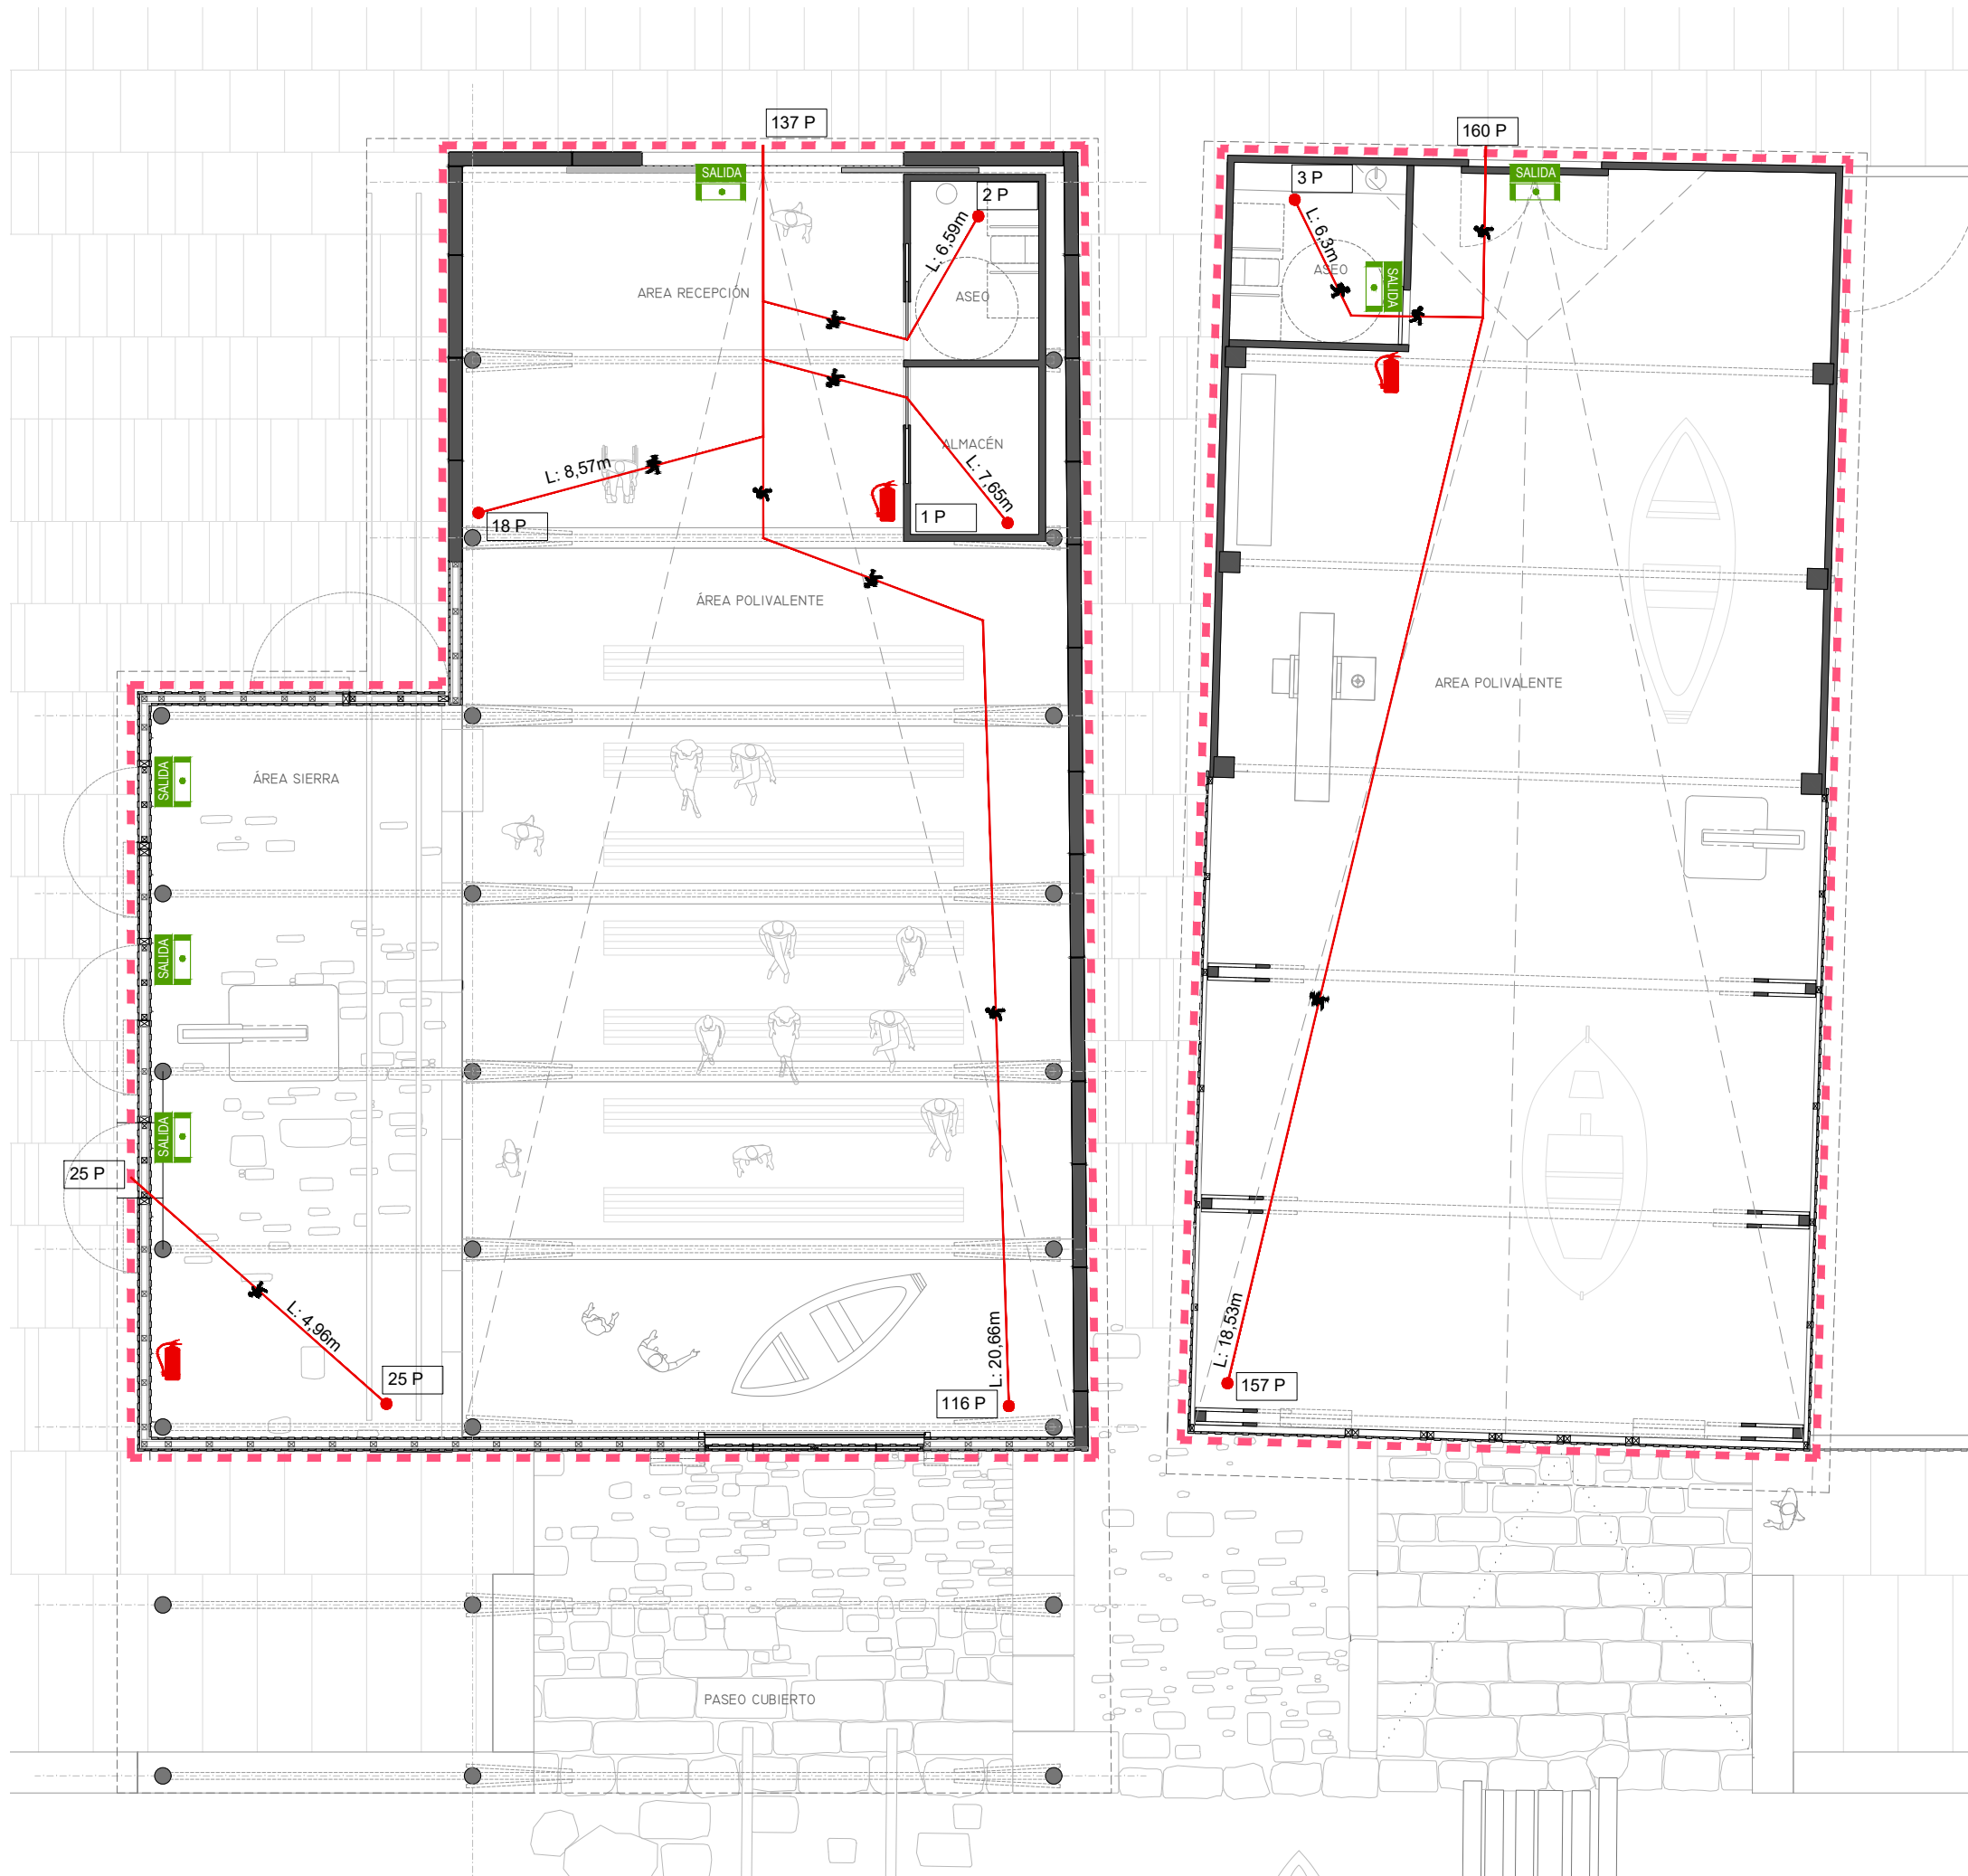 137 P
160 P
SALIDA
2 P
3 P
SALIDA
L: 6,59m
L: 6,3m
AREA RECEPCIÓN
ASEO
ASEO
SALIDA
ALMACÉN
L: 8,57m
L: 7,65m
18 P
1 P
ÁREA POLIVALENTE
AREA POLIVALENTE
ÁREA SIERRA
SALIDA
SALIDA
SALIDA
25 P
L: 4,96m
25 P
L: 20,66m
116 P
L: 18,53m
157 P
PASEO CUBIERTO